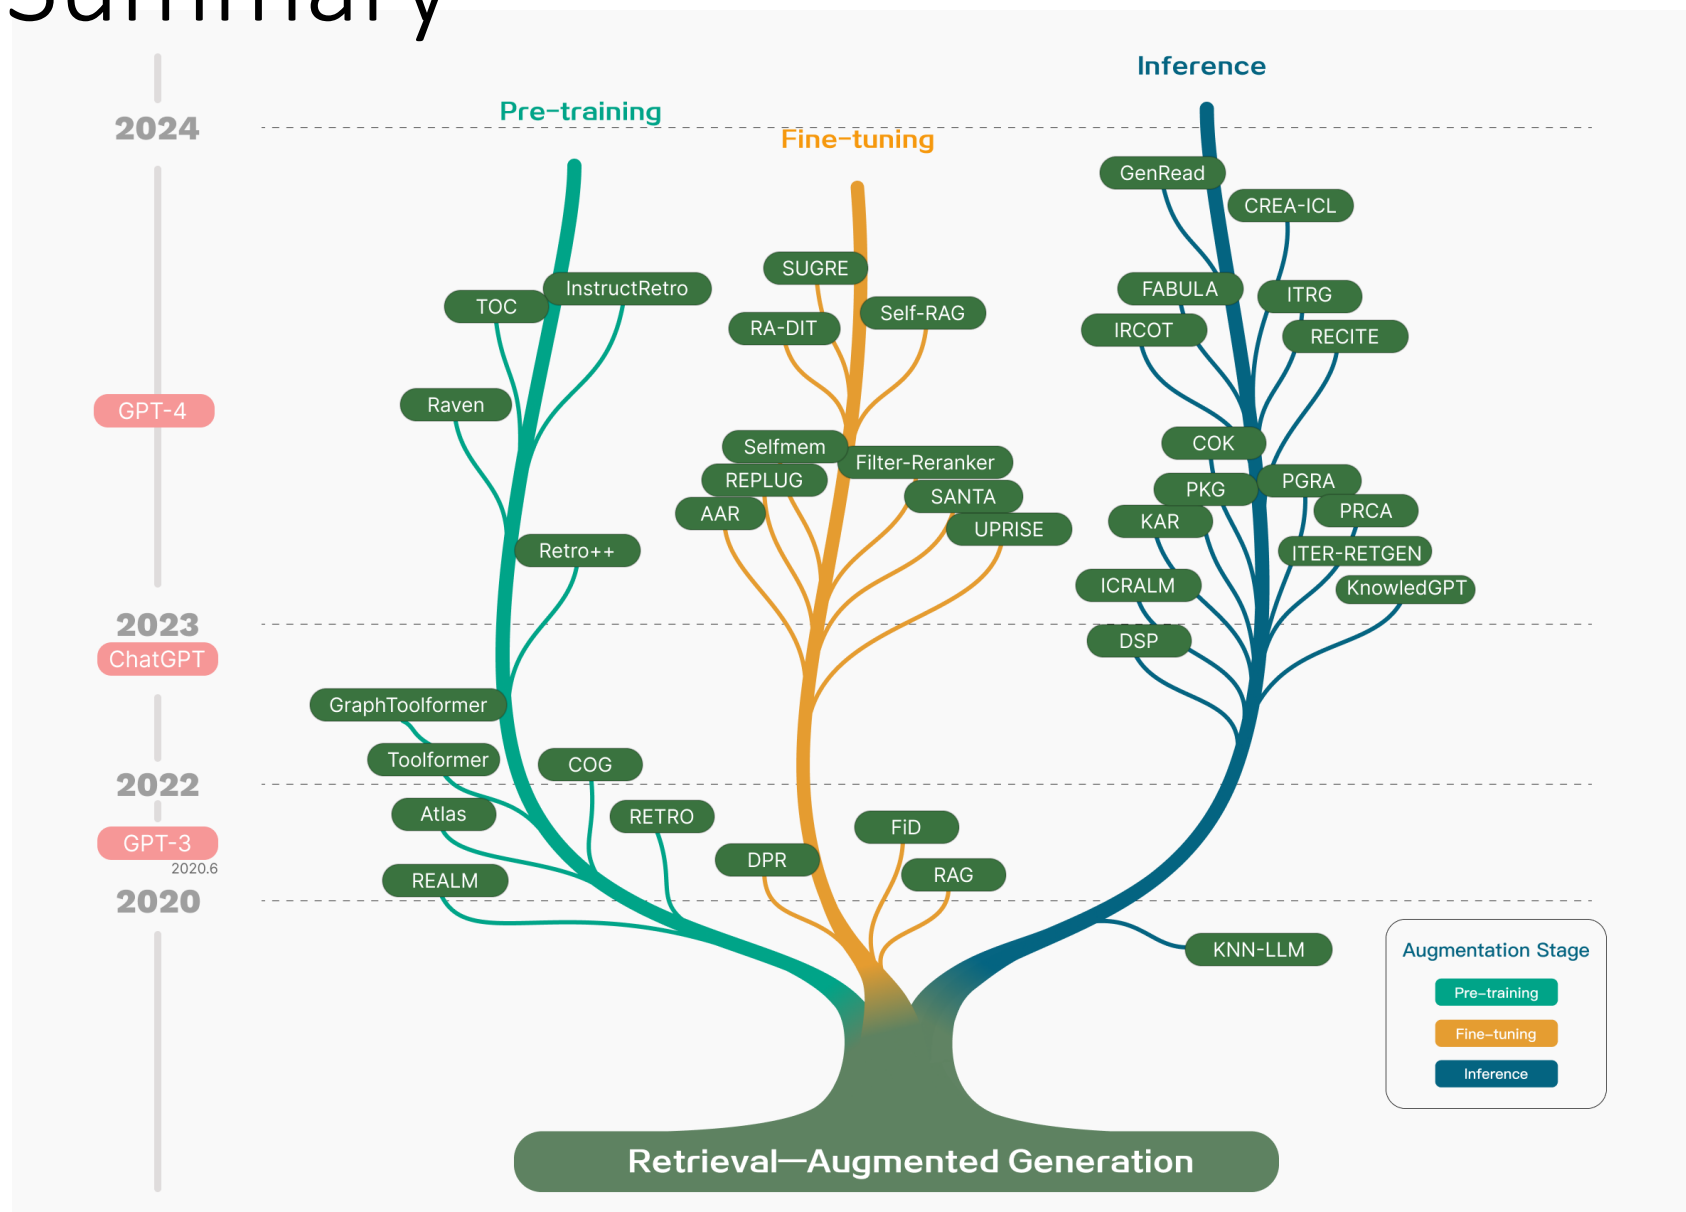 Summary
Inference
Pre-training
2024
Fine-tuning
GenRead
CREA-ICL
SUGRE
InstructRetro
FABULA
ITRG
TOC
Self-RAG
RA-DIT
IRCOT
RECITE
Raven
GPT-4
COK
Selfmem
Filter-Reranker
REPLUG
PGRA
PKG
SANTA
AAR
PRCA
KAR
UPRISE
Retro++
ITER-RETGEN
ICRALM
KnowledGPT
2023
DSP
ChatGPT
GraphToolformer
Toolformer
COG
2022
Atlas
RETRO
FiD
GPT-3
2020.6
DPR
RAG
REALM
2020
KNN-LLM
Augmentation Stage
Pre-training
Fine-tuning
Inference
Retrieval—Augmented Generation